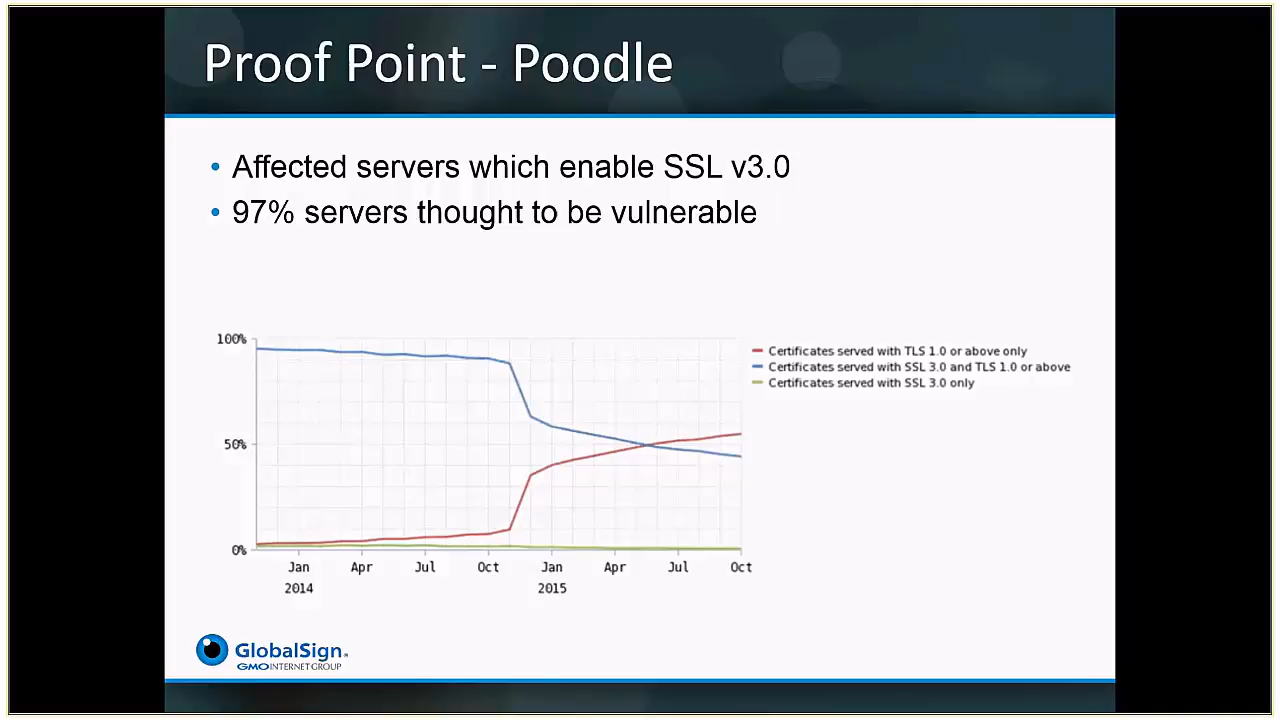 Proof Point - Poodle
• Affected servers which enable SSL v3.0
• 97% servers thought to be vulnerable
100%
50%
0%
Jan Apr Jul Oct Jan Apr Jul Oct
2014 2015
Certificates served with TLS 1.0 or above only
Certificates served with SSL 3.0 and TLS 1.0 or above
Certificates served with SSL 3.0 only
GlobalSign
GMO INTERNET GROUP